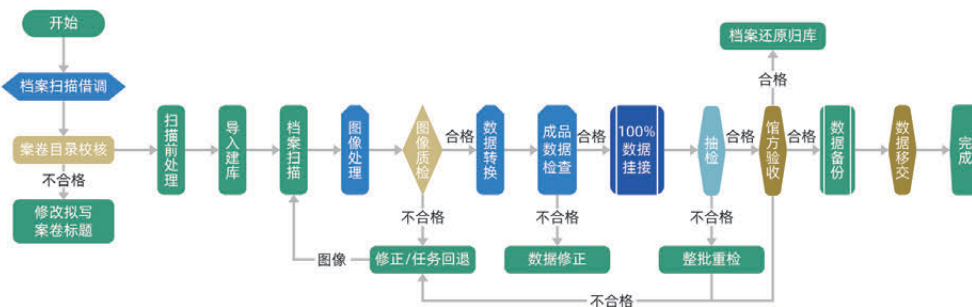 开始
档案扫描借调
案卷目录校核
不合格
修改拟写
案卷标题
扫描前处理
导入建库
档案扫描
图像处理
图像质检
合格
数据转换
成品
数据
检查
合格
100%
数据
挂接
抽检
合格
馆方验收
合格
档案还原归库
合格
数据备份
数据移交
完成
不合格
不合格
不合格
图像
修正/任务回退
数据修正
整批重检
不合格